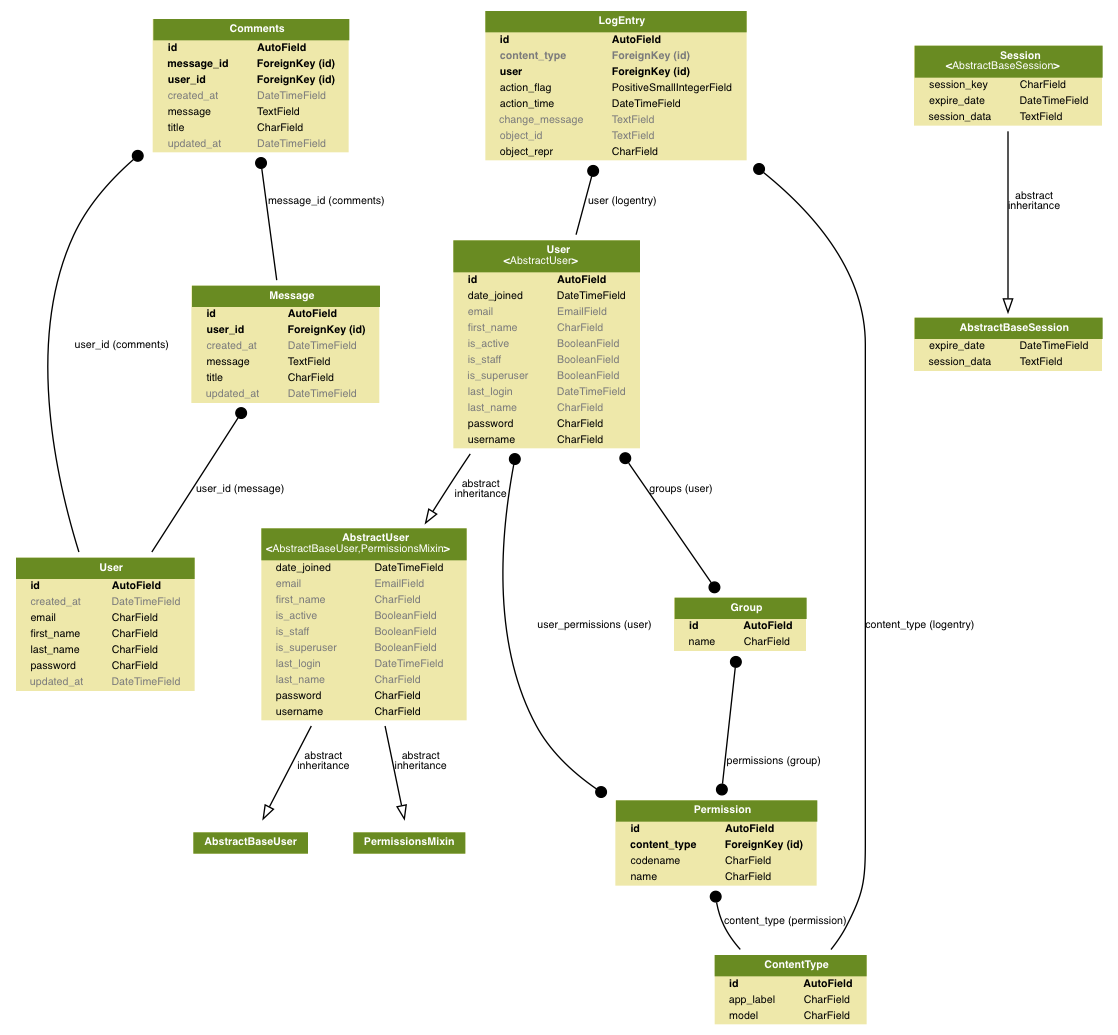 Comments
id AutoField
message_id ForeignKey (id)
user_id ForeignKey (id)
created_at DateTimeField
message TextField
title CharField
updated_at DateTimeField
LogEntry
id AutoField
content_type ForeignKey (id)
user ForeignKey (id)
action_flag PositiveSmallIntegerField
action_time DateTimeField
change_message TextField
object_id TextField
object_repr CharField
Session
<AbstractBaseSession>
session_key CharField
expire_date DateTimeField
session_data TextField
message_id (comments)
user (logentry)
abstract
inheritance
User
<AbstractUser>
id AutoField
date_joined DateTimeField
email EmailField
first_name CharField
is_active BooleanField
is_staff BooleanField
is_superuser BooleanField
last_login DateTimeField
last_name CharField
password CharField
username CharField
Message
id AutoField
user_id ForeignKey (id)
created_at DateTimeField
message TextField
title CharField
updated_at DateTimeField
AbstractBaseSession
expire_date DateTimeField
session_data TextField
user_id (comments)
user_id (message)
abstract
inheritance
groups (user)
AbstractUser
<AbstractBaseUser,PermissionsMixin>
date_joined DateTimeField
email EmailField
first_name CharField
is_active BooleanField
is_staff BooleanField
is_superuser BooleanField
last_login DateTimeField
last_name CharField
password CharField
username CharField
User
id AutoField
created_at DateTimeField
email CharField
first_name CharField
last_name CharField
password CharField
updated_at DateTimeField
user_permissions (user)
Group
id AutoField
name CharField
content_type (logentry)
abstract
inheritance
abstract
inheritance
permissions (group)
AbstractBaseUser
PermissionsMixin
Permission
id AutoField
content_type ForeignKey (id)
codename CharField
name CharField
content_type (permission)
ContentType
id AutoField
app_label CharField
model CharField